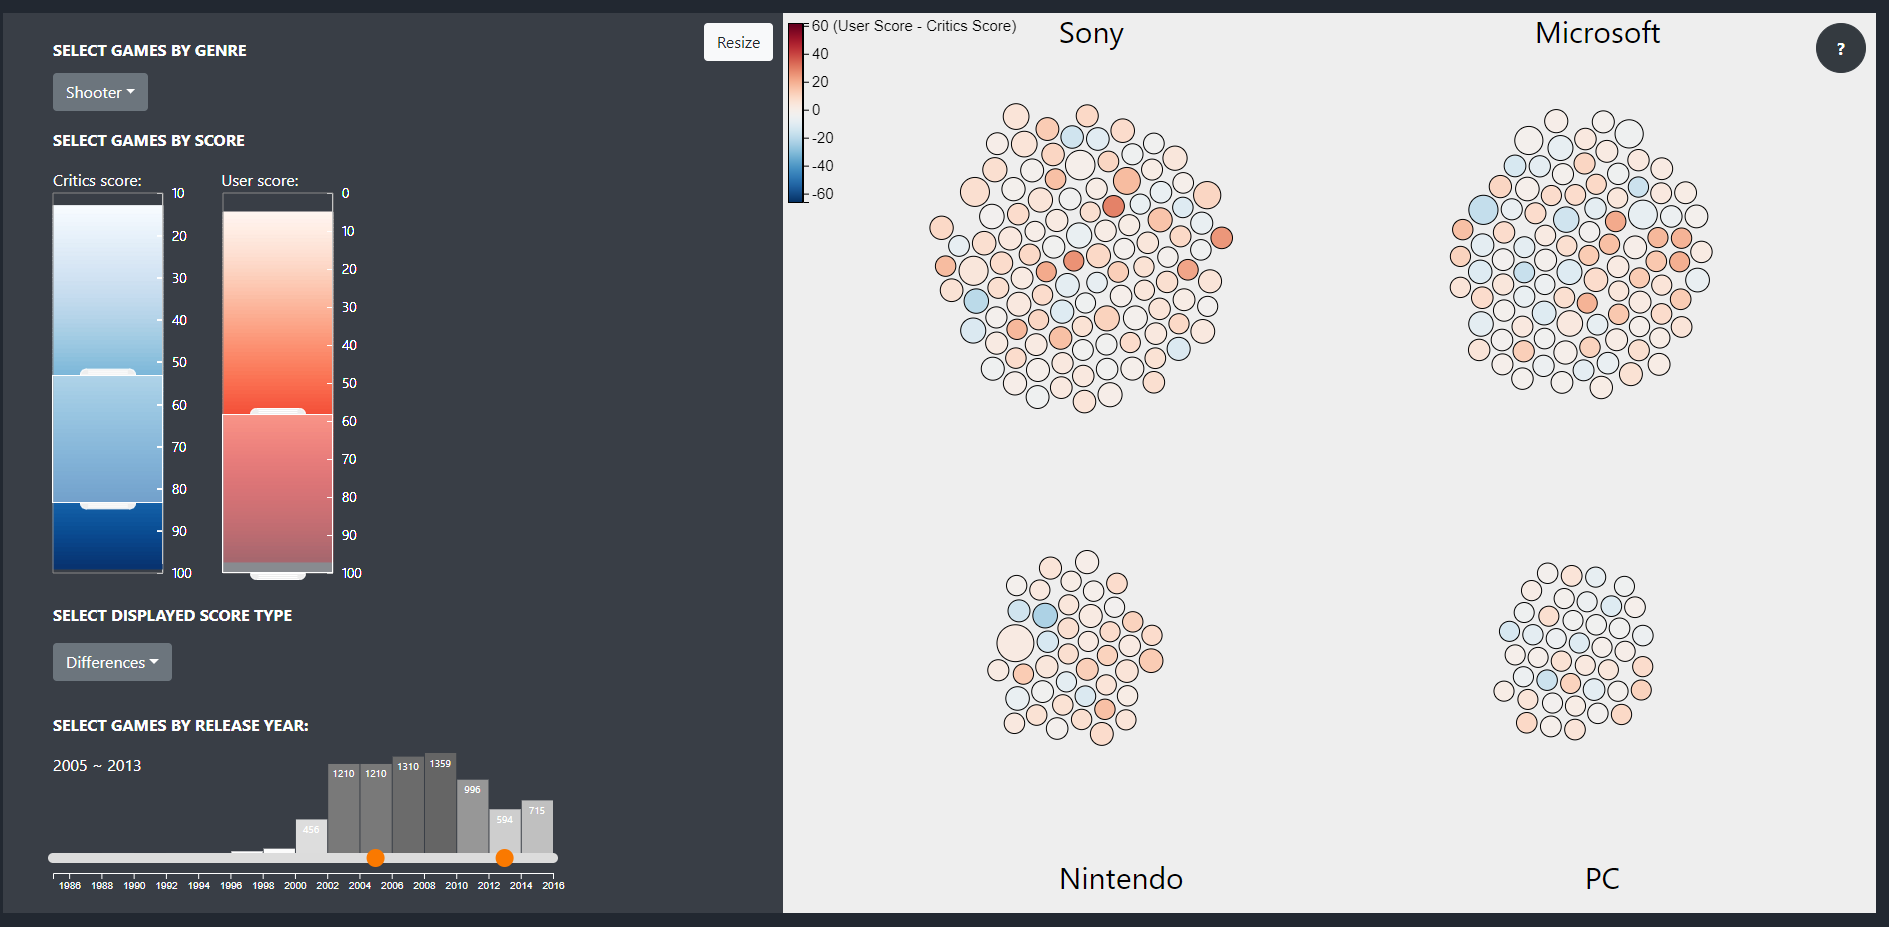 SELECT GAMES BY GENRE
Resize
Shooter
SELECT GAMES BY SCORE
Critics score:
User score:
10
20
30
40
50
60
70
80
90
100
0
10
20
30
40
50
60
70
80
90
100
SELECT DISPLAYED SCORE TYPE
Differences
SELECT GAMES BY RELEASE YEAR:
2005 ~ 2013
456
1210
1210
1310
1359
996
594
715
1986 1988 1990 1992 1994 1996 1998 2000 2002 2004 2006 2008 2010 2012 2014 2016
60 (User Score - Critics Score)
40
20
0
-20
-40
-60
Sony
Microsoft
?
Nintendo
PC